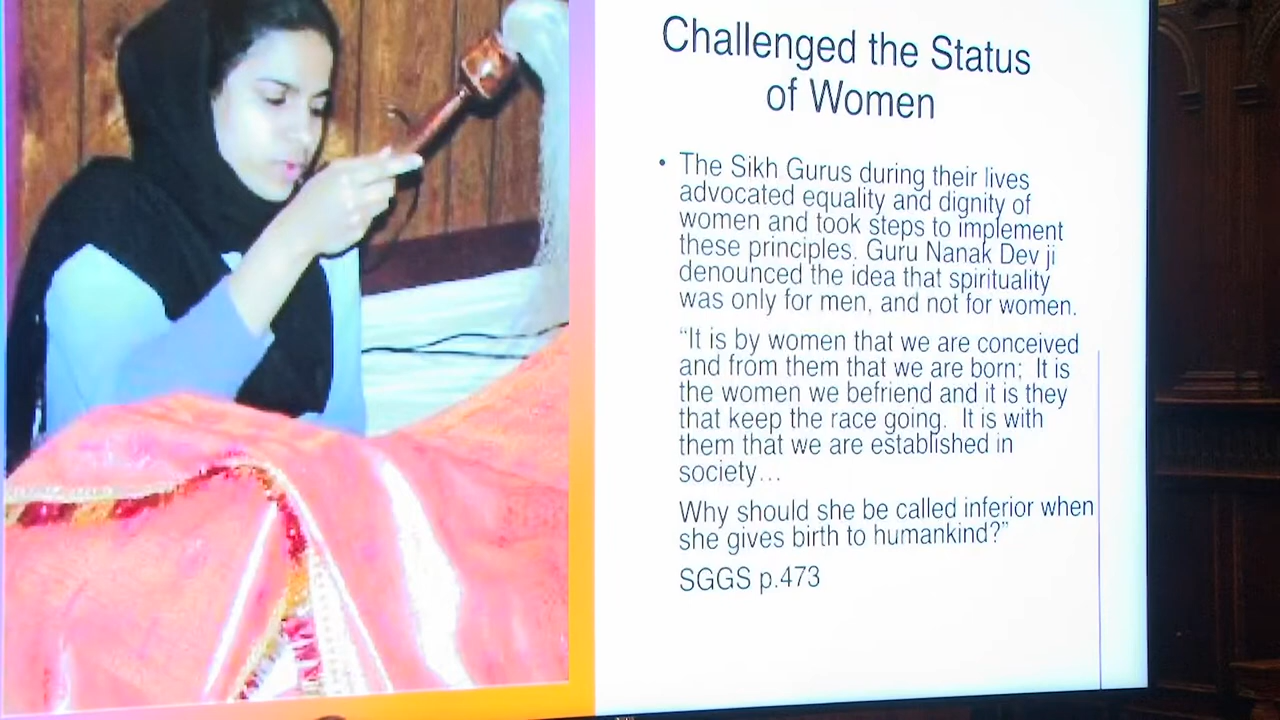 Challenged the Status
of Women
• The Sikh Gurus during their lives
advocated equality and dignity of
women and took steps to implement
these principles. Guru Nanak Dev ji
denounced the idea that spirituality
was only for men, and not for women.
“It is by women that we are conceived
and from them that we are born; It is
the women we befriend and it is they
that keep the race going. It is with
them that we are established in
society…
Why should she be called inferior when
she gives birth to humankind?”
SGGS p.473